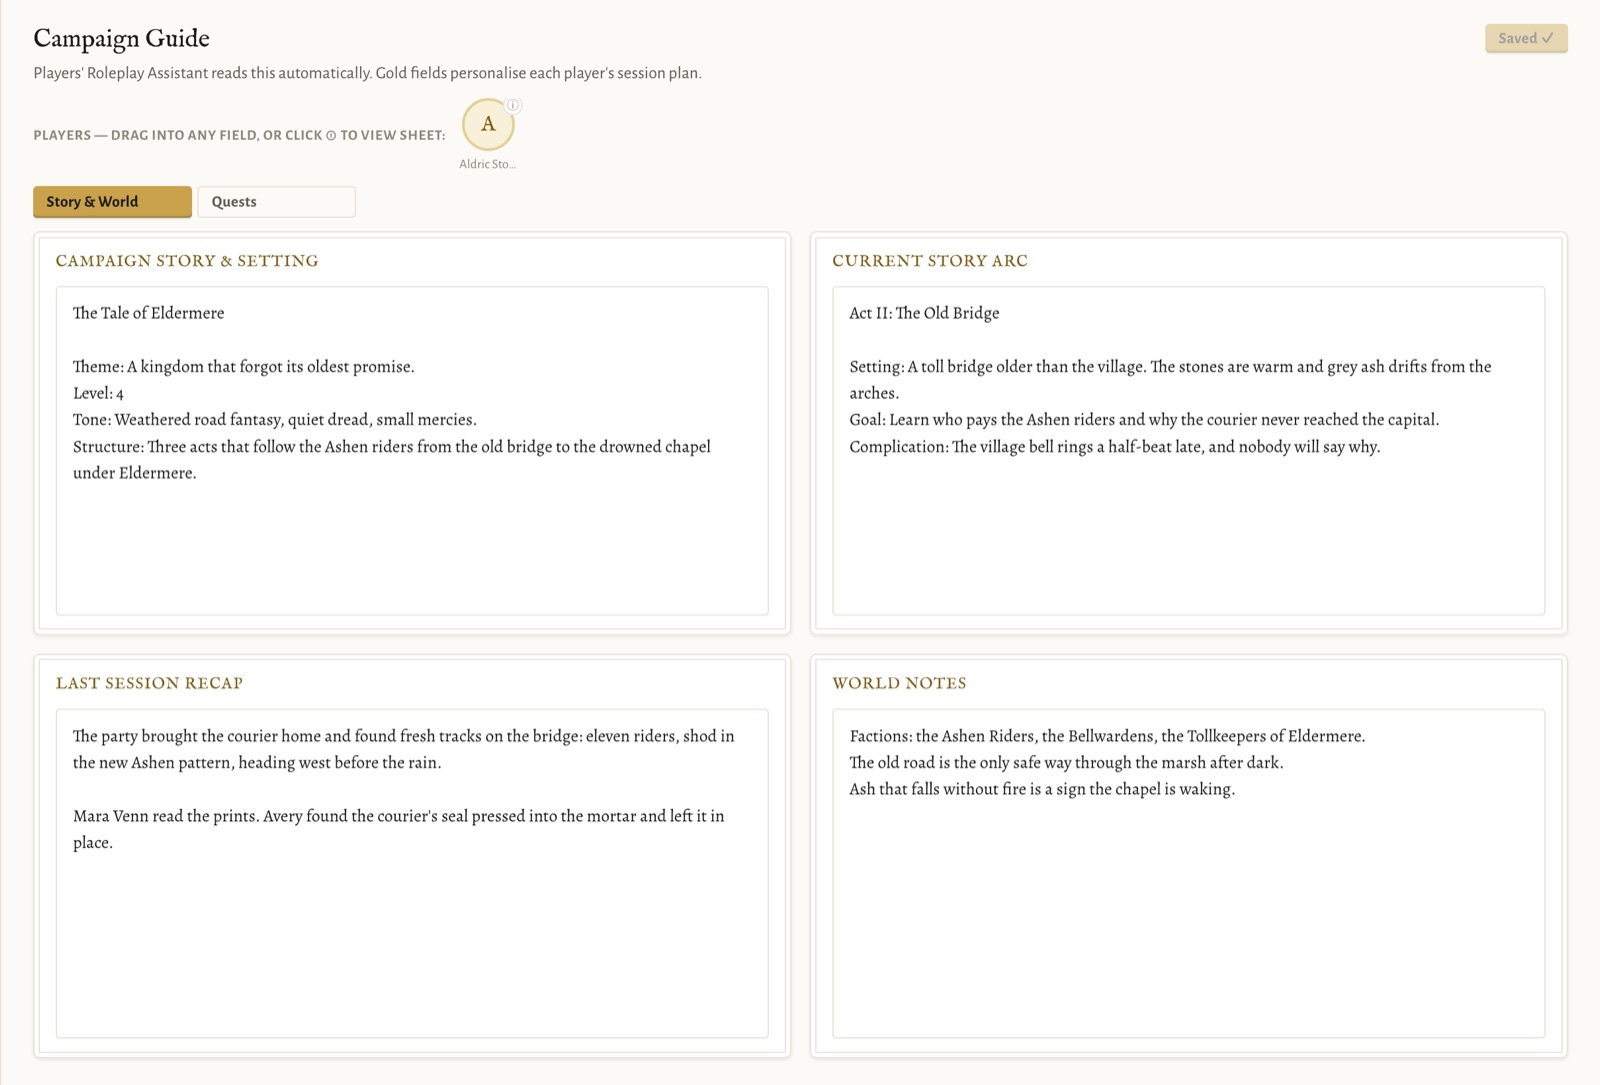 Campaign Guide
Saved ✓
Players' Roleplay Assistant reads this automatically. Gold fields personalise each player's session plan.
PLAYERS — DRAG INTO ANY FIELD, OR CLICK ⓘ TO VIEW SHEET:
A
ⓘ
Aldric Sto...
Story & World
Quests
CAMPAIGN STORY & SETTING
The Tale of Eldermere
Theme: A kingdom that forgot its oldest promise.
Level: 4
Tone: Weathered road fantasy, quiet dread, small mercies.
Structure: Three acts that follow the Ashen riders from the old bridge to the drowned chapel
under Eldermere.
CURRENT STORY ARC
Act II: The Old Bridge
Setting: A toll bridge older than the village. The stones are warm and grey ash drifts from the
arches.
Goal: Learn who pays the Ashen riders and why the courier never reached the capital.
Complication: The village bell rings a half-beat late, and nobody will say why.
LAST SESSION RECAP
The party brought the courier home and found fresh tracks on the bridge: eleven riders, shod in
the new Ashen pattern, heading west before the rain.
Mara Venn read the prints. Avery found the courier's seal pressed into the mortar and left it in
place.
WORLD NOTES
Factions: the Ashen Riders, the Bellwardens, the Tollkeepers of Eldermere.
The old road is the only safe way through the marsh after dark.
Ash that falls without fire is a sign the chapel is waking.